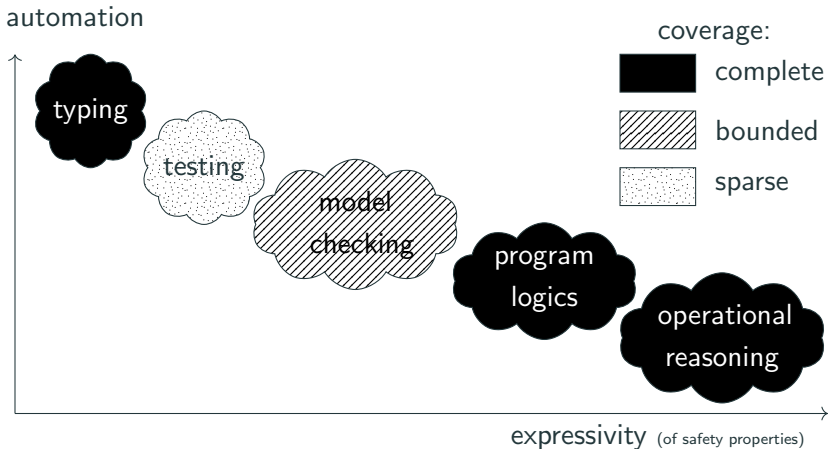 automation
coverage:
complete
bounded
sparse
typing
testing
model
checking
program
logics
operational
reasoning
expressivity (of safety properties)